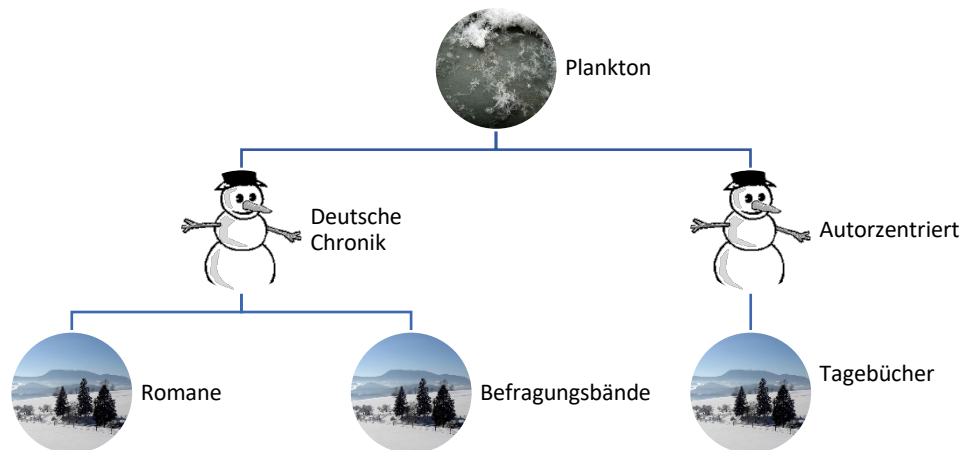 Plankton
Deutsche
Chronik
Autorzentriert
Romane
Befragungsbände
Tagebücher